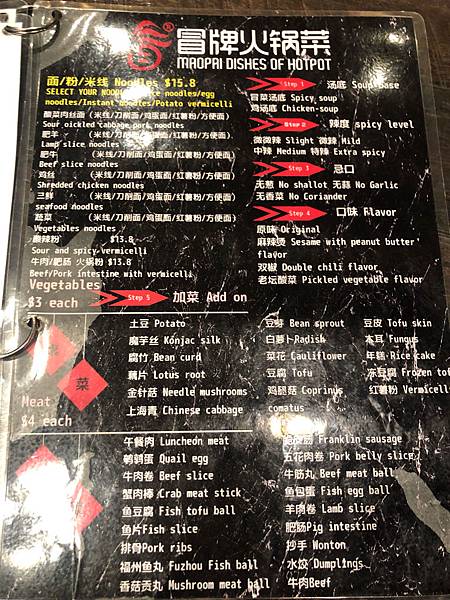 冒牌火锅菜
MAOPAI DISHES OF HOTPOT
面/粉/米线 Noodles $15.8
SELECT YOUR NOODLE: noodles/egg
noodles/Instant noodles/Potato vermicelli
酸菜肉丝面(米线/刀削面/鸡蛋面/红薯粉/方便面)
Sour oickled cabbage pork noodles
肥羊 (米线/刀削面/鸡蛋面/红薯粉/方便面)
Lamp slice noodles
肥牛 (米线/刀削面/鸡蛋面/红薯粉/方便面)
Beef slice noodles
鸡丝 (米线/刀削面/鸡蛋面/红薯粉/方便面)
Shredded chicken noodles
三鲜 (米线/刀削面/鸡蛋面/红薯粉/方便面)
seafood noodles
蔬菜 (米线/刀削面/鸡蛋面/红薯粉/方便面)
Vegetables noodles
酸辣粉 $13.8
Sour and spicy vermicelli
牛肉/肥肠 火锅粉 $13.8
Beef/Pork intestine with vermicelli
Step 1 汤底 Soup base
冒菜汤底 Spicy soup
鸡汤底 Chicken-soup
Step 2 辣度 spicy level
微微辣 Slight 微辣 Mild
中辣 Medium 特辣 Extra spicy
Step 3 忌口
无葱 No shallot 无蒜 No Garlic
无香菜 No Coriander
Step 4 口味 Flavor
原味 Original
麻辣烫 Sesame with peanut butter'
flavor
双椒 Double chili flavor
老坛酸菜 Pickled vegetable flavor
Vegetables
$3 each
Step 5 加菜 Add on
土豆 Potato
魔芋丝 Konjac silk
腐竹 Bean curd
藕片 Lotus root
金针菇 Needle mushrooms
上海青 Chinese cabbage
豆芽 Bean sprout
白萝卜Radish
菜花 Cauliflower
豆腐 Tofu
鸡腿菇 Coprinus
comatus
豆皮 Tofu skin
木耳 Fungus
年糕 Rice cake
冻豆腐 Frozen tof
红薯粉 Vermicelli
菜
Meat
$4 each
午餐肉 Luncheon meat
鹌鹑蛋 Quail egg
牛肉卷 Beef slice
蟹肉棒 Crab meat stick
鱼豆腐 Fish tofu ball
鱼片Fish slice
排骨Pork ribs
福州鱼丸 Fuzhou Fish ball
香菇贡丸 Mushroom meat ball
Franklin sausage
五花肉卷 Pork belly slice
牛筋丸 Beef meat ball
鱼包蛋 Fish egg ball
羊肉卷 Lamb slice
肥肠Pig intestine
抄手 Wonton
水饺 Dumplings
牛肉Beef